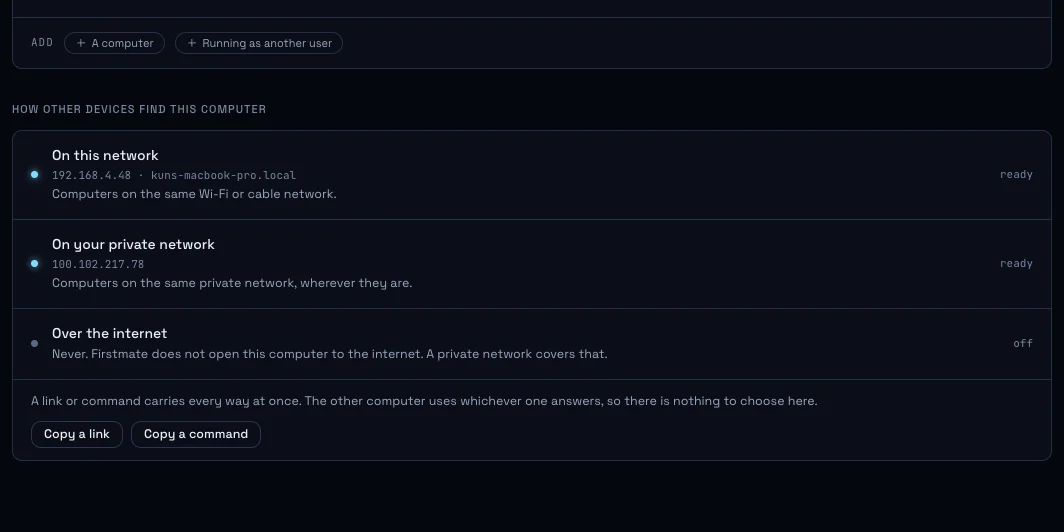 ADD + A computer + Running as another user
HOW OTHER DEVICES FIND THIS COMPUTER
On this network
192.168.4.48 · kuns-macbook-pro.local
ready
Computers on the same Wi-Fi or cable network.
On your private network
100.102.217.78
ready
Computers on the same private network, wherever they are.
Over the internet
Never. Firstmate does not open this computer to the internet. A private network covers that.
off
A link or command carries every way at once. The other computer uses whichever one answers, so there is nothing to choose here.
Copy a link Copy a command